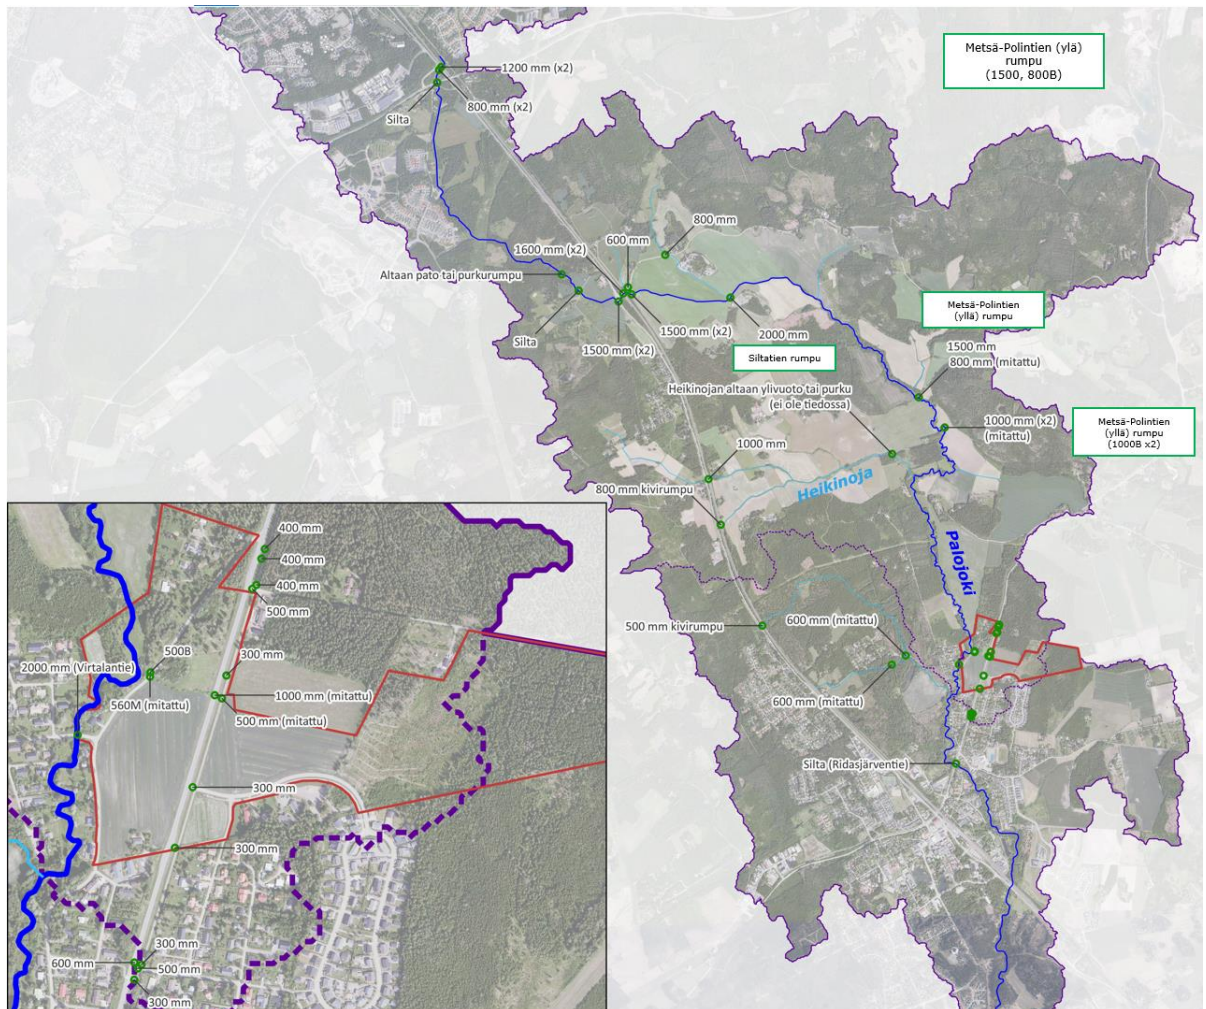 Metsä-Polintien (ylä)
rumpu
(1500, 800B)
1200 mm (x2)
800 mm (x2)
Silta
800 mm
600 mm
1600 mm (x2)
Altaan pato tai purkurumpu
Silta
1500 mm (x2)
1500 mm (x2)
2000 mm
Metsä-Polintien
(yllä) rumpu
Siltatien rumpu
1500 mm
800 mm (mitattu)
Heikinojan altaan ylivuoto tai purku
(ei ole tiedossa)
1000 mm (x2)
(mitattu)
Metsä-Polintien
(yllä) rumpu
(1000B x2)
1000 mm
Heikinoja
800 mm kivirumpu
Palojoki
500 mm kivirumpu
600 mm (mitattu)
600 mm (mitattu)
Silta (Ridasjärventie)
400 mm
400 mm
400 mm
500 mm
500B
300 mm
2000 mm (Virtalantie)
560M (mitattu)
1000 mm (mitattu)
500 mm (mitattu)
300 mm
300 mm
300 mm
600 mm
500 mm
300 mm